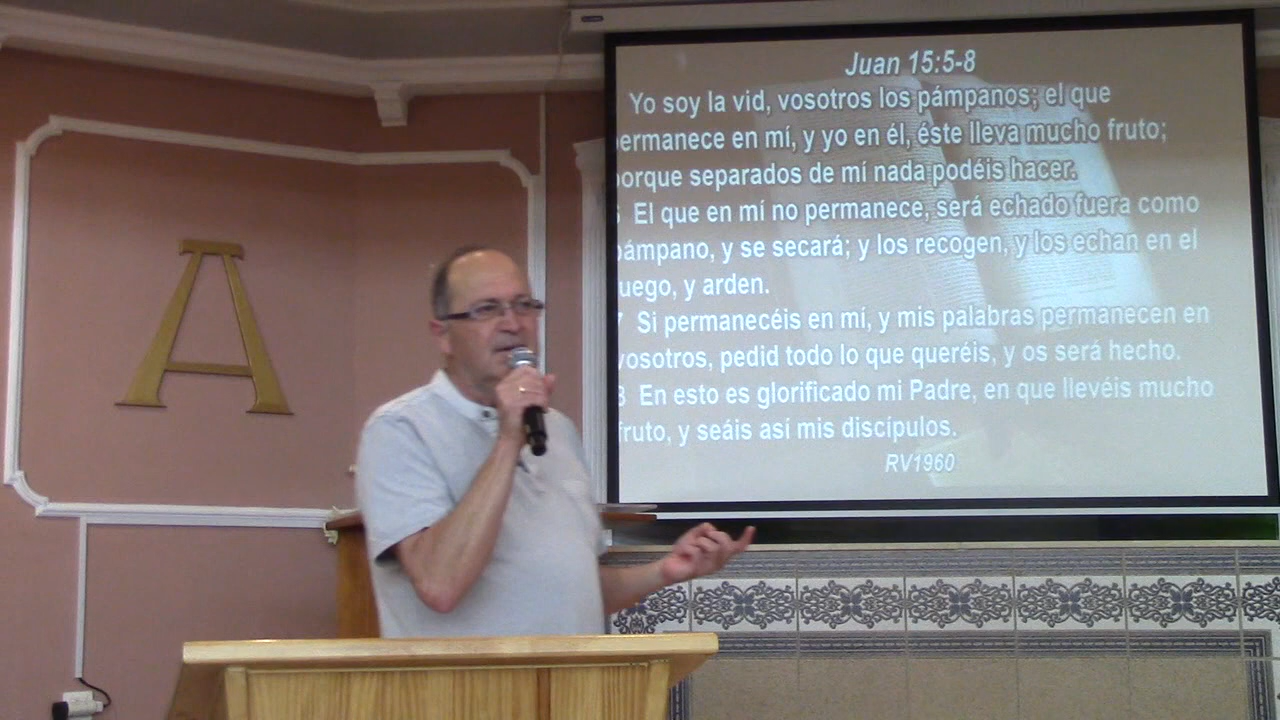 A
Juan 15:5-8
Yo soy la vid, vosotros los pámpanos; el que
ermanece en mí, y yo en él, éste lleva mucho fruto;
porque separados de mí nada podéis hacer.
El que en mí no permanece, será echado fuera como
pámpano, y se secará; y los recogen, y los echan en el
uego, y arden.
7 Si permanecéis en mí, y mis palabras permanecen en
vosotros, pedid todo lo que queréis, y os será hecho.
8 En esto es glorificado mi Padre, en que llevéis mucho
fruto, y seáis así mis discípulos.
RV1960